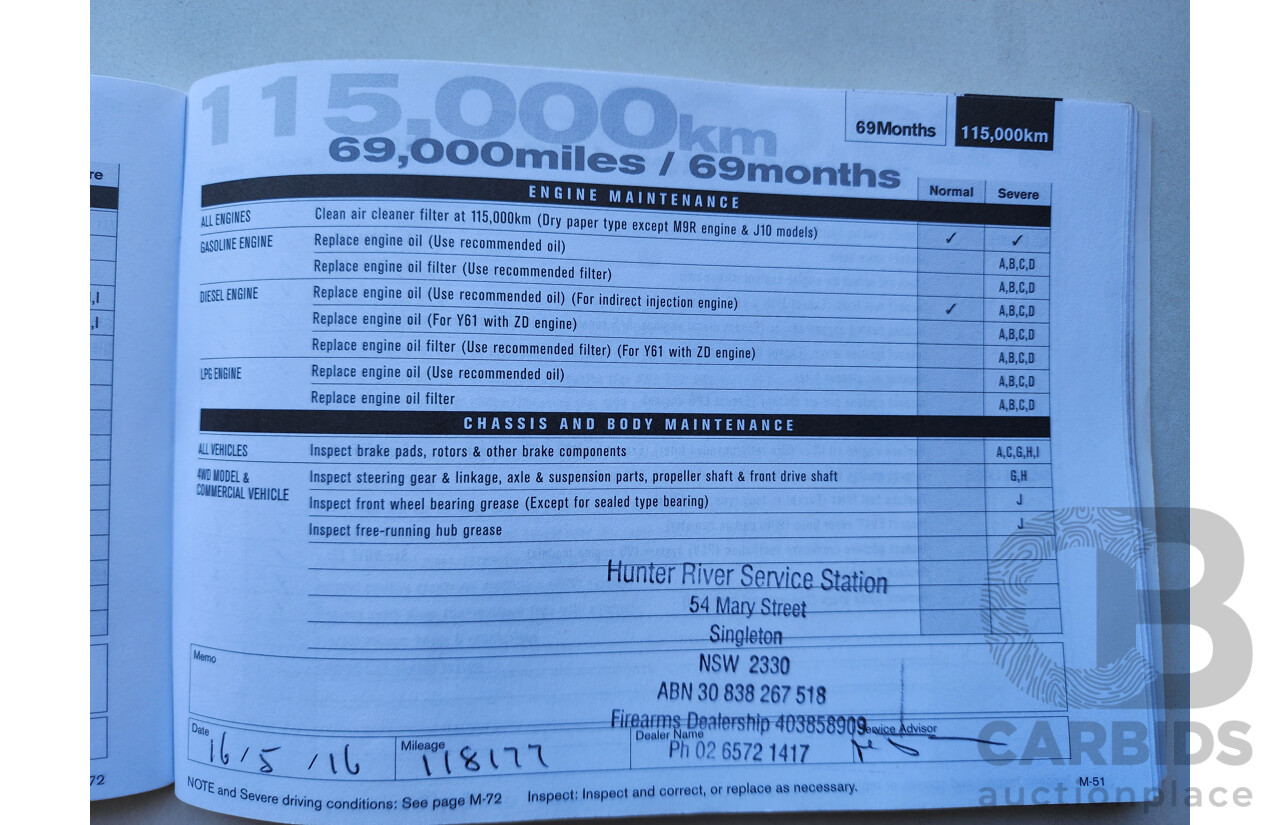 115,000km
69,000miles / 69months
69Months
115,000km
ENGINE MAINTENANCE
Normal
Severe
ALL ENGINES Clean air cleaner filter at 115,000km (Dry paper type except M9R engine & J10 models) ✓ ✓
GASOLINE ENGINE Replace engine oil (Use recommended oil) A,B,C,D
Replace engine oil filter (Use recommended filter) A,B,C,D
DIESEL ENGINE Replace engine oil (Use recommended oil) (For indirect injection engine) ✓ A,B,C,D
Replace engine oil (For Y61 with ZD engine) A,B,C,D
Replace engine oil filter (Use recommended filter) (For Y61 with ZD engine) A,B,C,D
LPG ENGINE Replace engine oil (Use recommended oil) A,B,C,D
Replace engine oil filter A,B,C,D
CHASSIS AND BODY MAINTENANCE
ALL VEHICLES Inspect brake pads, rotors & other brake components A,C,G,H,I
4WD MODEL & COMMERCIAL VEHICLE Inspect steering gear & linkage, axle & suspension parts, propeller shaft & front drive shaft G,H
Inspect front wheel bearing grease (Except for sealed type bearing) J
Inspect free-running hub grease J
Hunter River Service Station
54 Mary Street
Singleton
NSW 2330
ABN 30 838 267 518
Firearms Dealership 403858909
Ph 02 6572 1417
Memo
Date 16/5/16
Mileage 118177
Dealer Name
Service Advisor
NOTE and Severe driving conditions: See page M-72 Inspect: Inspect and correct, or replace as necessary.
M-51
re
,I
,I
72
CARBIDS
auctionplace